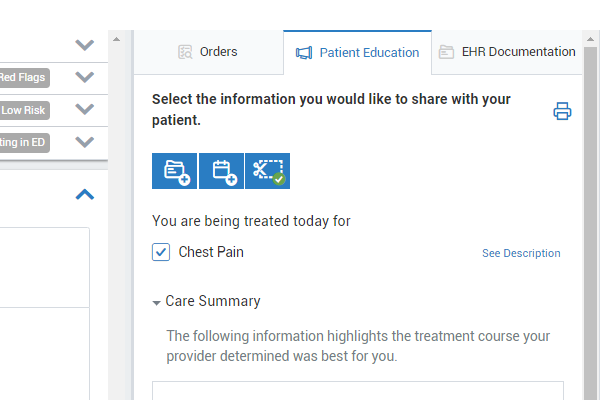 Orders
Patient Education
EHR Documentation
Red Flags
Low Risk
ting in ED
Select the information you would like to share with your
patient.
You are being treated today for
Chest Pain
See Description
Care Summary
The following information highlights the treatment course your
provider determined was best for you.